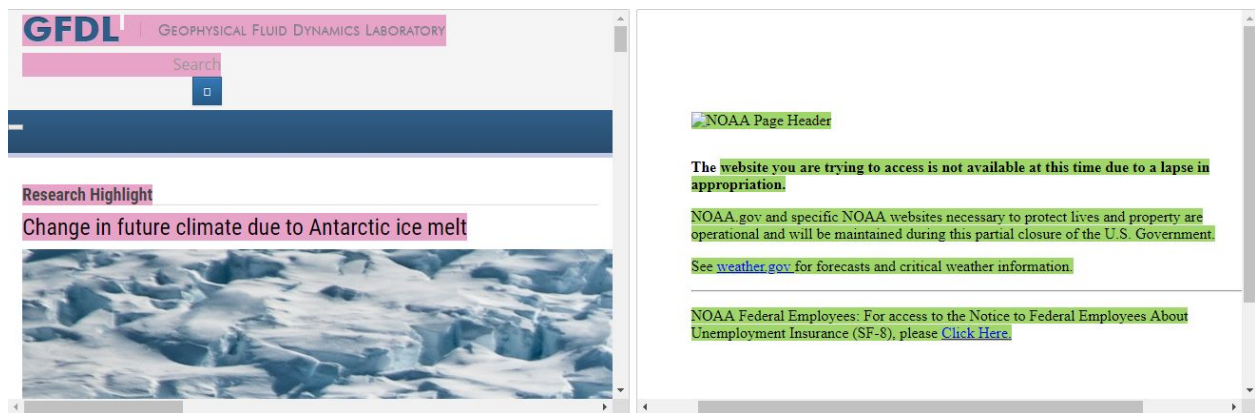 GFDL
GEOPHYSICAL FLUID DYNAMICS LABORATORY
Search
Research Highlight
Change in future climate due to Antarctic ice melt
NOAA Page Header
The website you are trying to access is not available at this time due to a lapse in
appropriation.
NOAA.gov and specific NOAA websites necessary to protect lives and property are
operational and will be maintained during this partial closure of the U.S. Government.
See weather.gov for forecasts and critical weather information.
NOAA Federal Employees: For access to the Notice to Federal Employees About
Unemployment Insurance (SF-8), please Click Here.